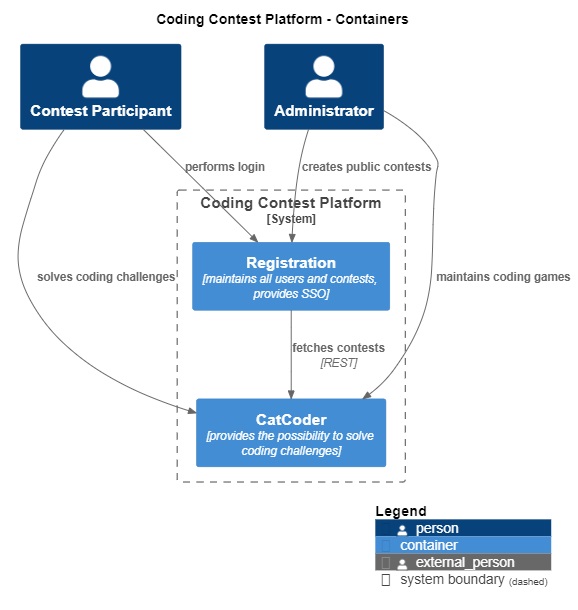 Coding Contest Platform - Containers
Contest Participant
Administrator
performs login
creates public contests
Coding Contest Platform
[System]
Registration
[maintains all users and contests,
provides SSO]
solves coding challenges
maintains coding games
fetches contests
[REST]
CatCoder
[provides the possibility to solve
coding challenges]
Legend
person
container
external_person
system boundary (dashed)